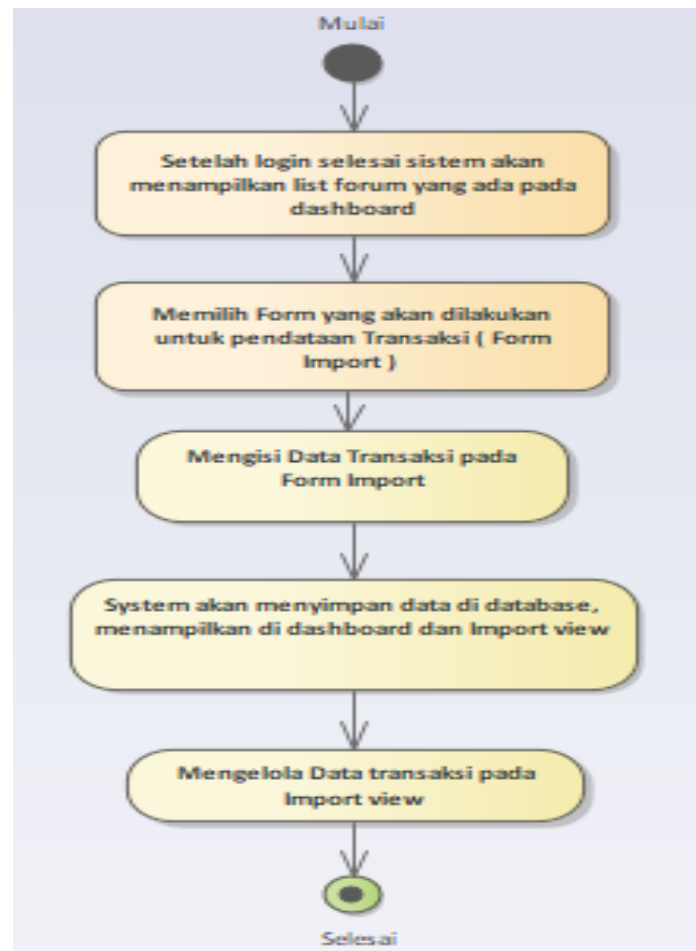 Mulai
Setelah login selesai sistem akan
menampilkan list forum yang ada pada
dashboard
Memilih Form yang akan dilakukan
untuk pendataan Transaksi ( Form
Import )
Mengisi Data Transaksi pada
Form Import
System akan menyimpan data di database,
menampilkan di dashboard dan Import view
Mengelola Data transaksi pada
Import view
Selesai